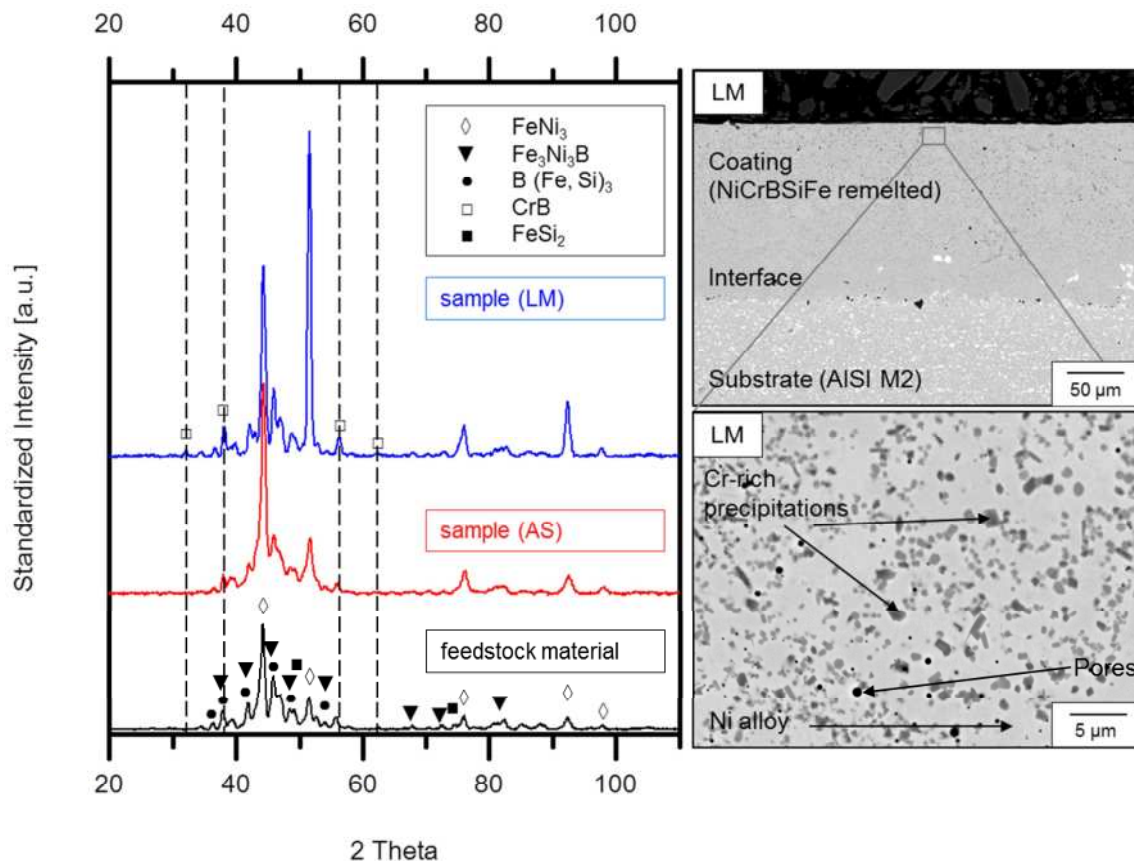 20 40 60 80 100
FeNi₃
Fe₃Ni₃B
B (Fe, Si)₃
CrB
FeSi₂
sample (LM)
sample (AS)
feedstock material
Standardized Intensity [a.u.]
20 40 60 80 100
2 Theta
LM
Coating
(NiCrBSiFe remelted)
Interface
Substrate (AISI M2)
50 µm
LM
Cr-rich
precipitations
Pores
Ni alloy
5 µm